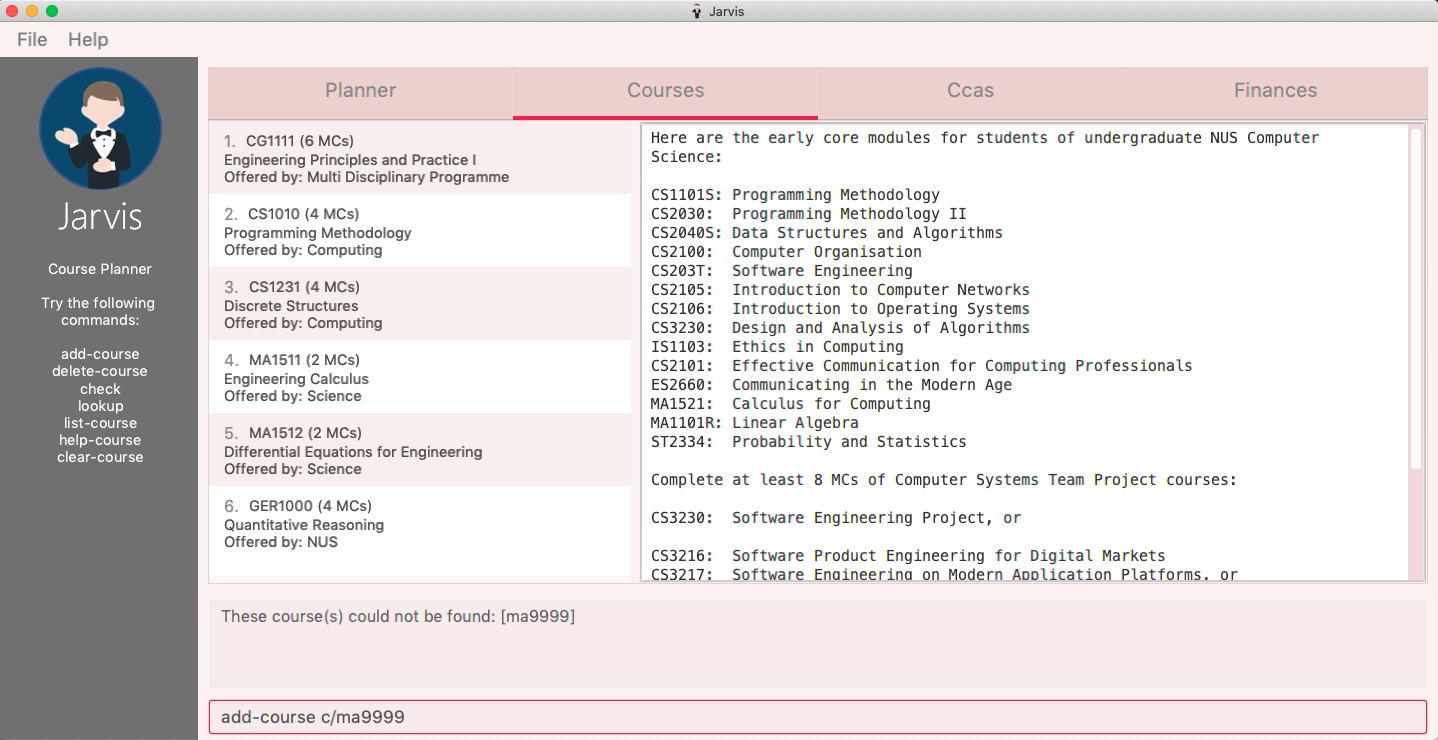 Jarvis
File Help
Jarvis
Course Planner
Try the following
commands:
add-course
delete-course
check
lookup
list-course
help-course
clear-course
Planner Courses Ccas Finances
1. CG1111 (6 MCs)
Engineering Principles and Practice I
Offered by: Multi Disciplinary Programme
2. CS1010 (4 MCs)
Programming Methodology
Offered by: Computing
3. CS1231 (4 MCs)
Discrete Structures
Offered by: Computing
4. MA1511 (2 MCs)
Engineering Calculus
Offered by: Science
5. MA1512 (2 MCs)
Differential Equations for Engineering
Offered by: Science
6. GER1000 (4 MCs)
Quantitative Reasoning
Offered by: NUS
Here are the early core modules for students of undergraduate NUS Computer
Science:
CS1101S: Programming Methodology
CS2030: Programming Methodology II
CS2040S: Data Structures and Algorithms
CS2100: Computer Organisation
CS203T: Software Engineering
CS2105: Introduction to Computer Networks
CS2106: Introduction to Operating Systems
CS3230: Design and Analysis of Algorithms
IS1103: Ethics in Computing
CS2101: Effective Communication for Computing Professionals
ES2660: Communicating in the Modern Age
MA1521: Calculus for Computing
MA1101R: Linear Algebra
ST2334: Probability and Statistics
Complete at least 8 MCs of Computer Systems Team Project courses:
CS3230: Software Engineering Project, or
CS3216: Software Product Engineering for Digital Markets
CS3217: Software Engineering on Modern Application Platforms, or
These course(s) could not be found: [ma9999]
add-course c/ma9999